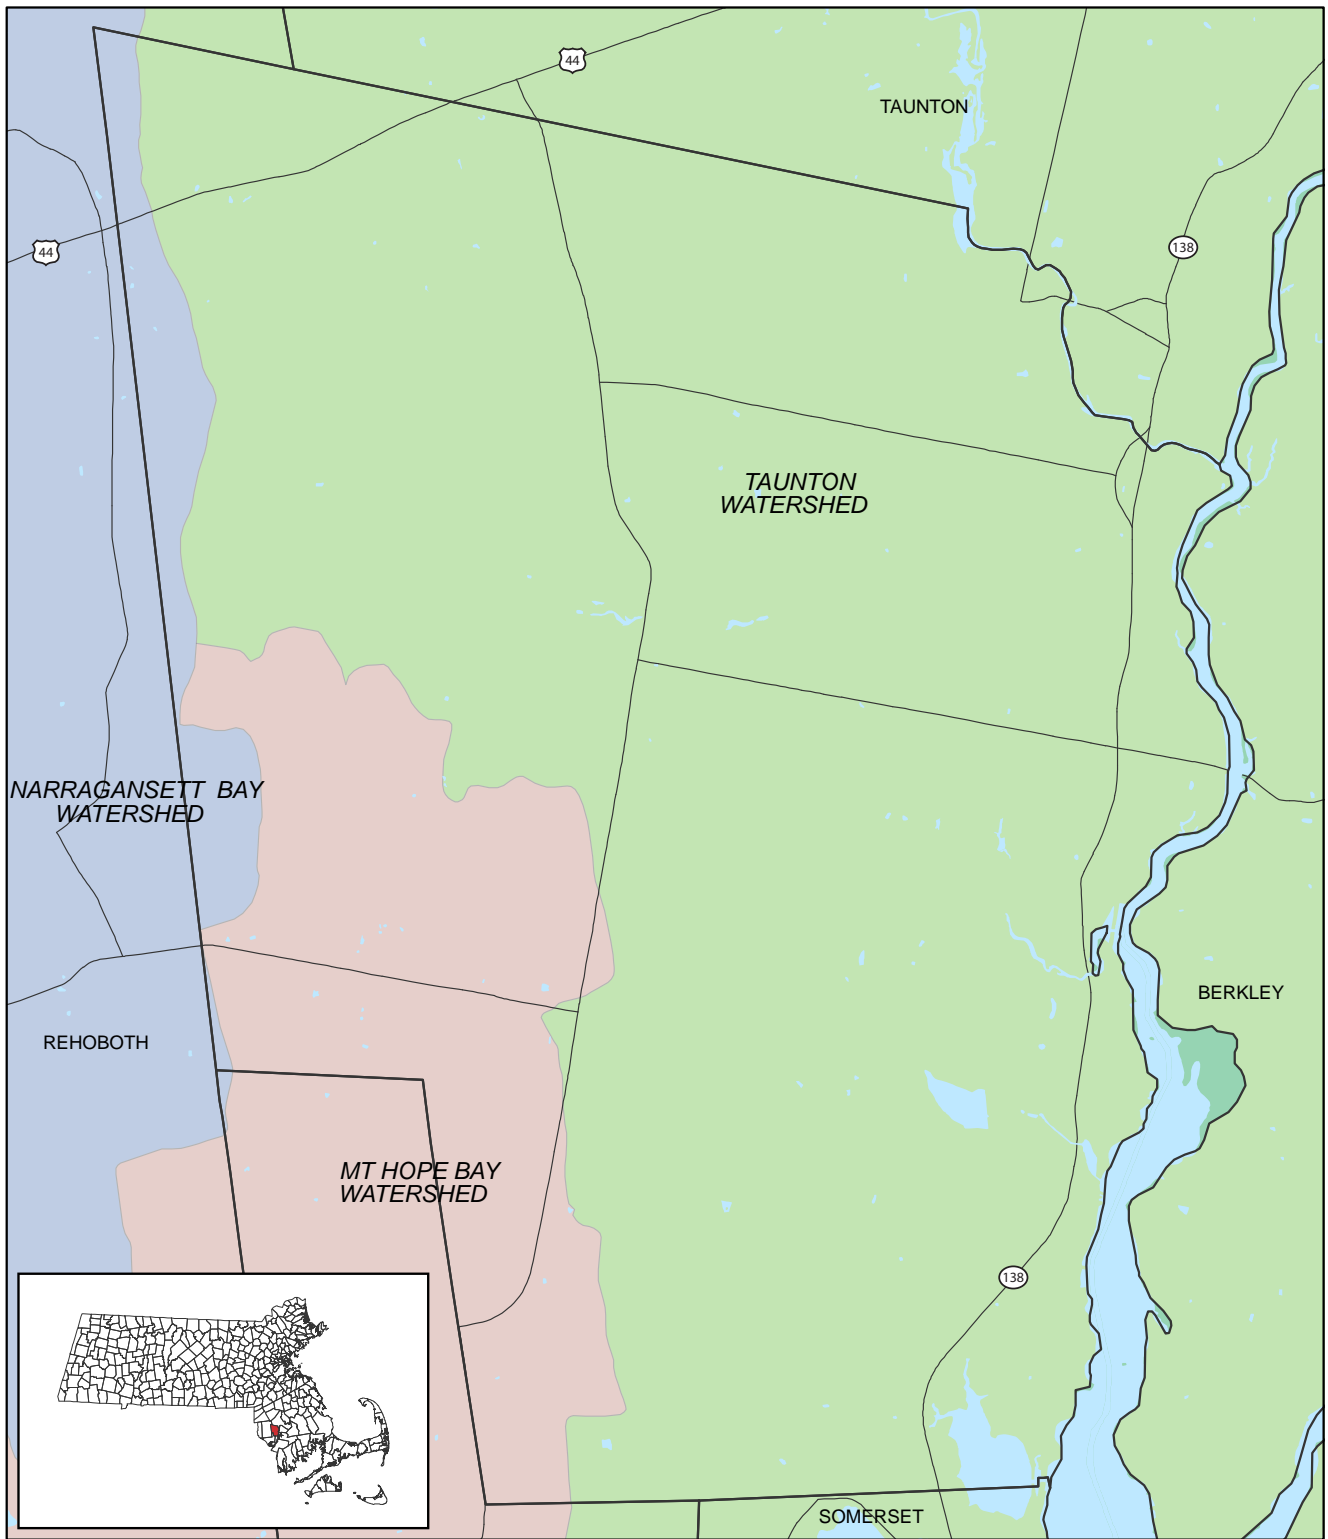 44
TAUNTON
138
44
TAUNTON
WATERSHED
NARRAGANSETT BAY
WATERSHED
BERKLEY
REHOBOTH
MT HOPE BAY
WATERSHED
138
SOMERSET